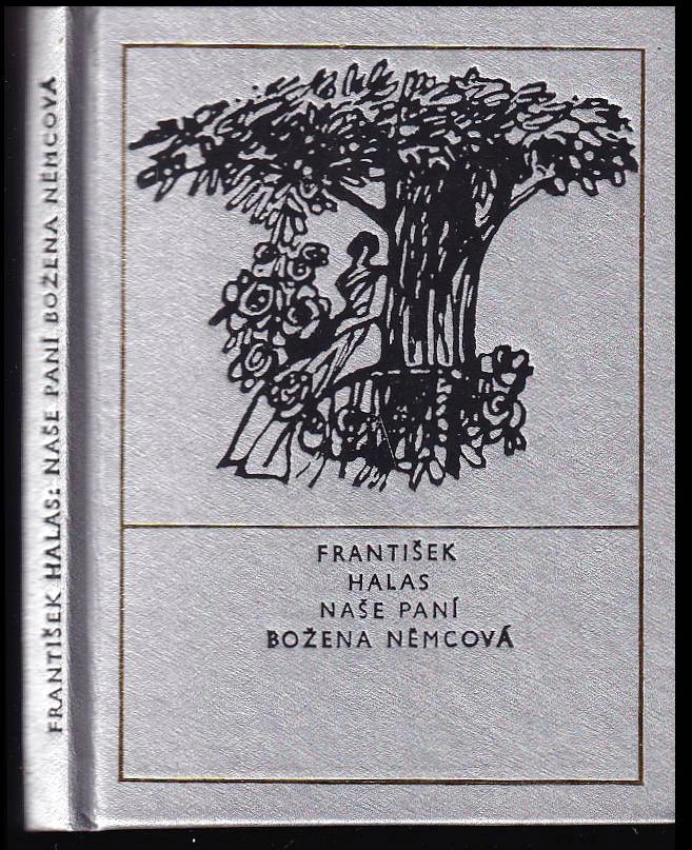 FRANTIŠEK HALAS: NAŠE PANÍ BOŽENA NĚMCOVÁ
FRANTIŠEK
HALAS
NAŠE PANÍ
BOŽENA NĚMCOVÁ